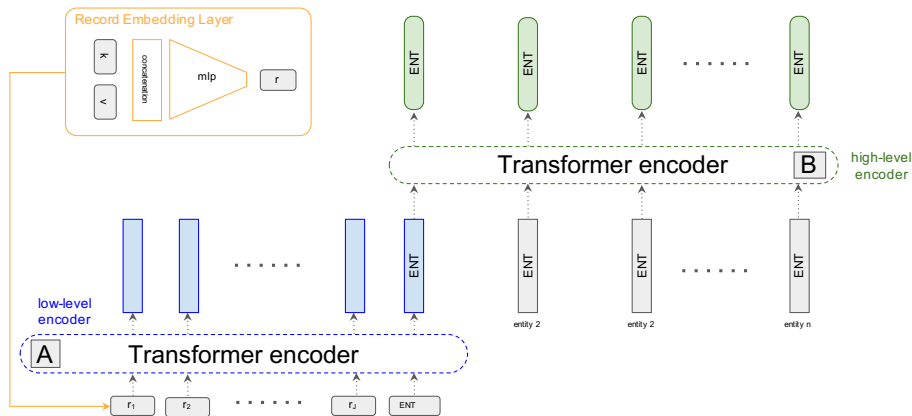 Record Embedding Layer
k
v
concatenation
mlp
r
ENT
ENT
ENT
ENT
Transformer encoder
B
high-level
encoder
ENT
ENT
ENT
ENT
entity 2
entity 2
entity n
low-level
encoder
A
Transformer encoder
r1
r2
rJ
ENT